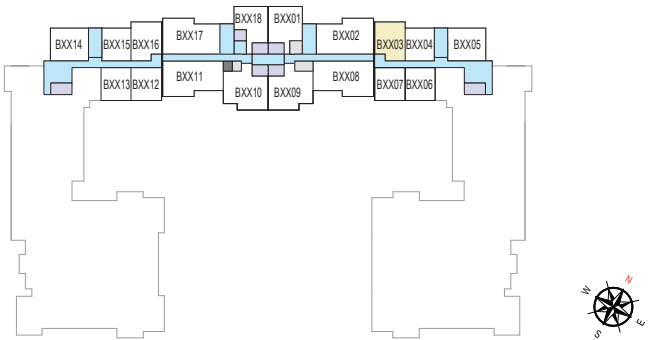 BXX18 BXX01
BXX17 BXX02
BXX14 BXX15 BXX16 BXX03 BXX04 BXX05
BXX13 BXX12 BXX11 BXX08 BXX07 BXX06
BXX10 BXX09
N
W
E
S